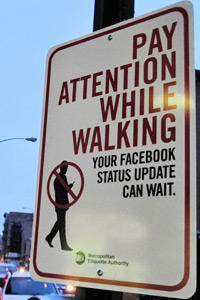 PAY
ATTENTION
WHILE
WALKING
YOUR FACEBOOK
STATUS UPDATE
CAN WAIT.
Metropolitan
Etiquette Authority